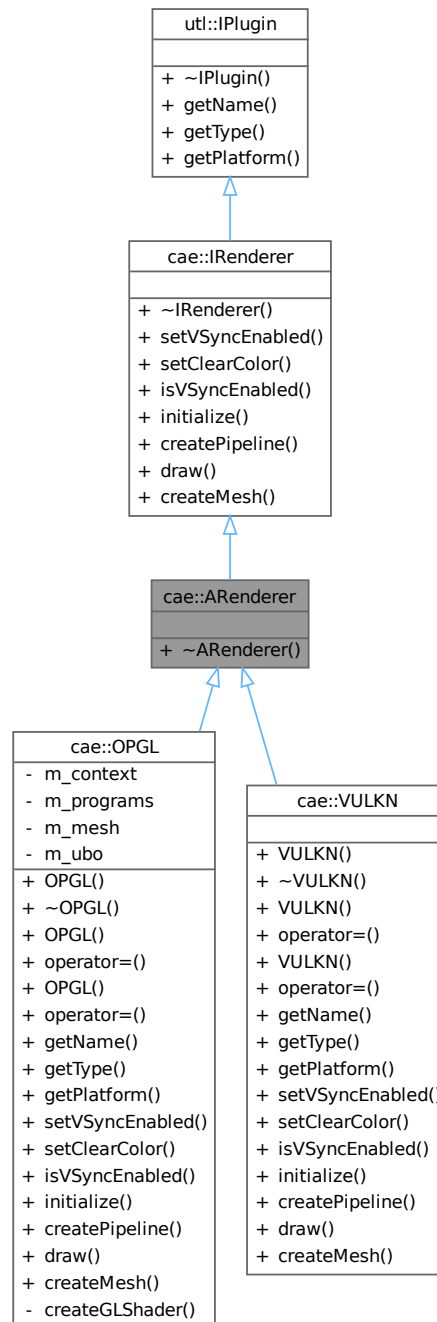 utl::IPlugin
+ ~IPlugin()
+ getName()
+ getType()
+ getPlatform()
cae::IRenderer
+ ~IRenderer()
+ setVSyncEnabled()
+ setClearColor()
+ isVSyncEnabled()
+ initialize()
+ createPipeline()
+ draw()
+ createMesh()
cae::ARenderer
+ ~ARenderer()
cae::OPGL
- m_context
- m_programs
- m_mesh
- m_ubo
+ OPGL()
+ ~OPGL()
+ OPGL()
+ operator=()
+ OPGL()
+ operator=()
+ getName()
+ getType()
+ getPlatform()
+ setVSyncEnabled()
+ setClearColor()
+ isVSyncEnabled()
+ initialize()
+ createPipeline()
+ draw()
+ createMesh()
- createGLShader()
cae::VULKN
+ VULKN()
+ ~VULKN()
+ VULKN()
+ operator=()
+ VULKN()
+ operator=()
+ getName()
+ getType()
+ getPlatform()
+ setVSyncEnabled()
+ setClearColor()
+ isVSyncEnabled()
+ initialize()
+ createPipeline()
+ draw()
+ createMesh()